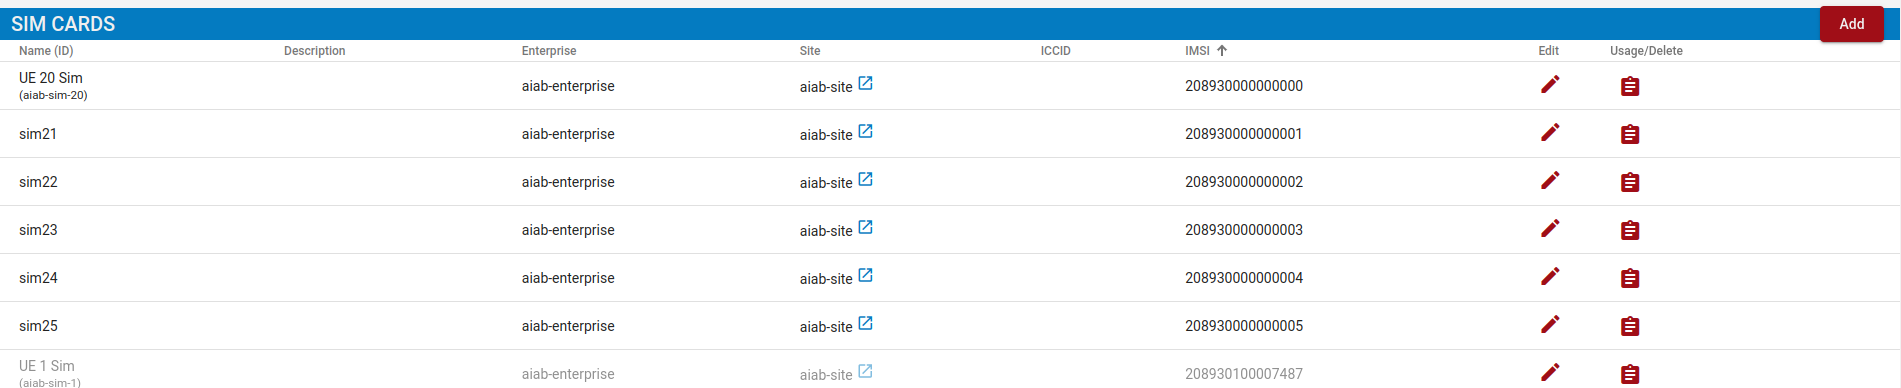 SIM CARDS Add
Name (ID) Description Enterprise Site ICCID IMSI Edit Usage/Delete
UE 20 Sim
(aiab-sim-20) aiab-enterprise aiab-site 208930000000000
sim21 aiab-enterprise aiab-site 208930000000001
sim22 aiab-enterprise aiab-site 208930000000002
sim23 aiab-enterprise aiab-site 208930000000003
sim24 aiab-enterprise aiab-site 208930000000004
sim25 aiab-enterprise aiab-site 208930000000005
UE 1 Sim
(aiab-sim-1) aiab-enterprise aiab-site 208930100007487